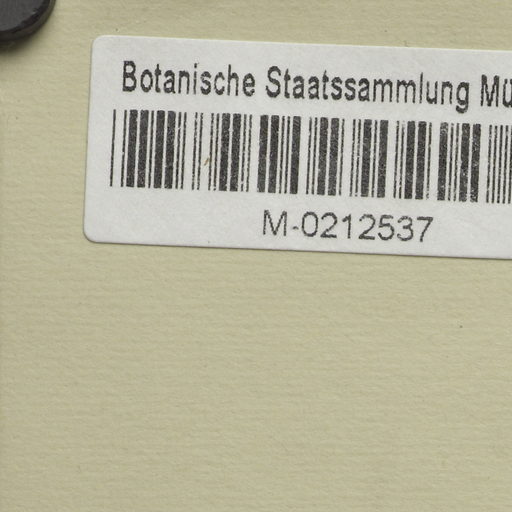 Botanische Staatssammlung Mü
M-0212537